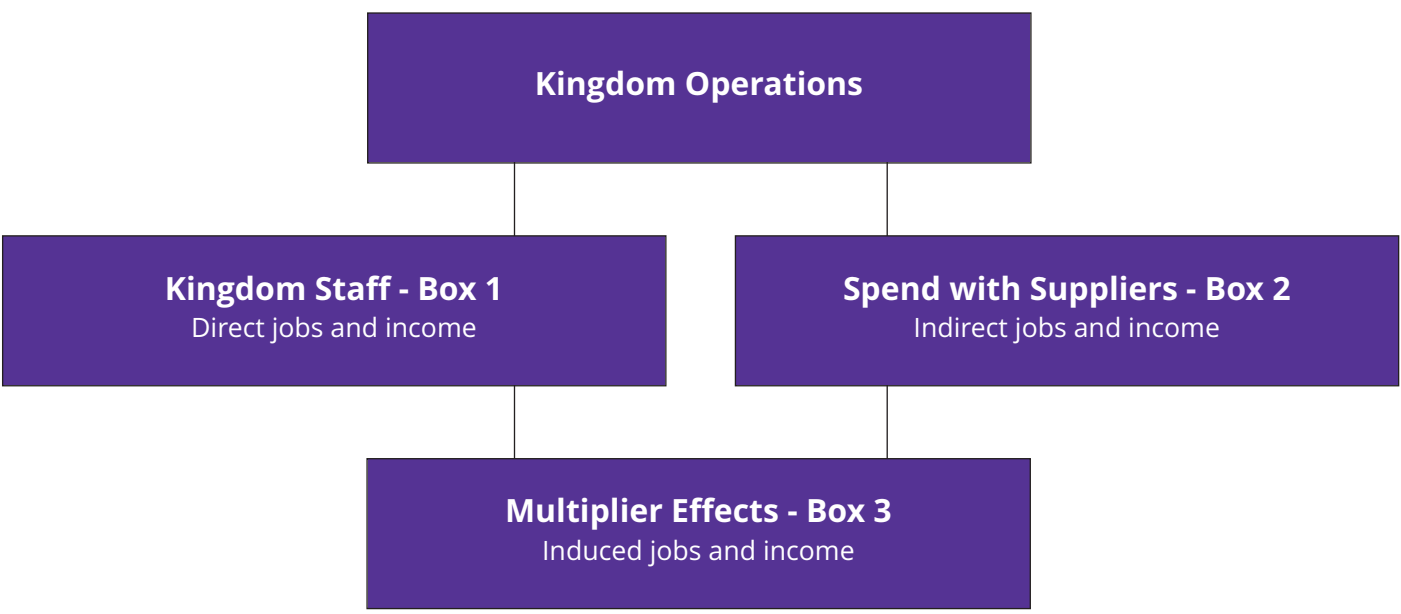 Kingdom Operations
Kingdom Staff - Box 1
Direct jobs and income
Spend with Suppliers - Box 2
Indirect jobs and income
Multiplier Effects - Box 3
Induced jobs and income